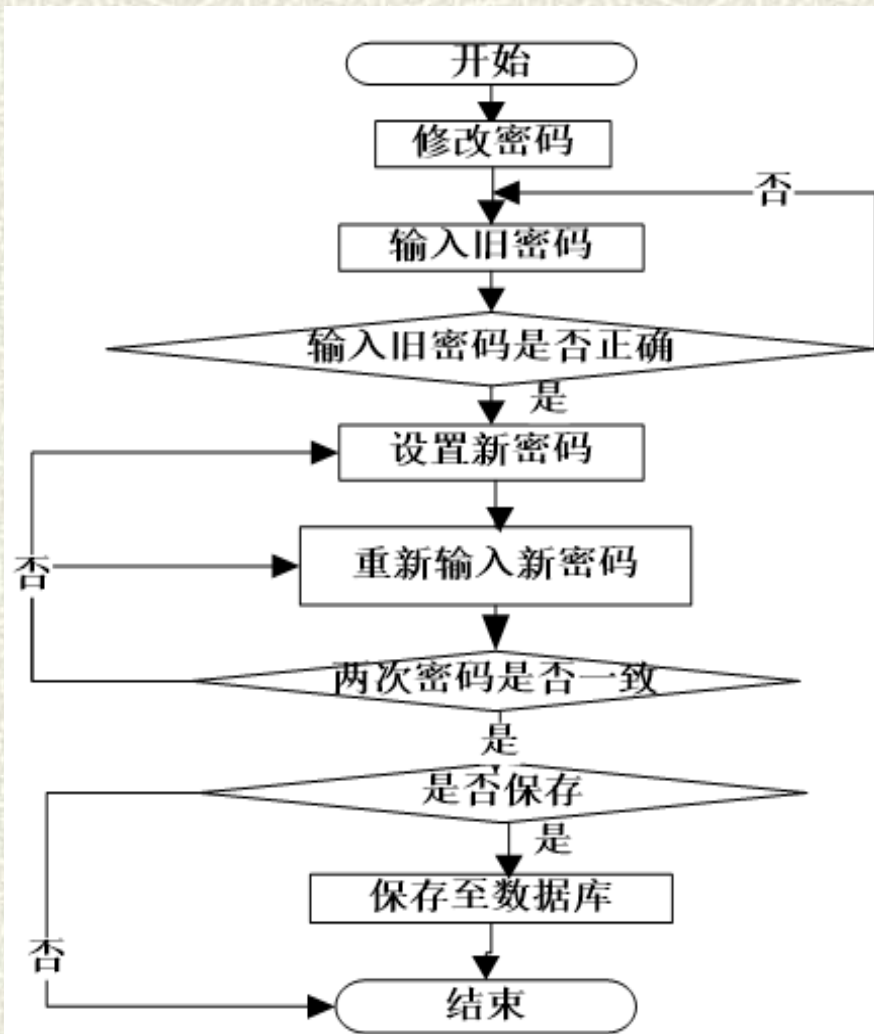 开始
修改密码
否
输入旧密码
输入旧密码是否正确
是
设置新密码
重新输入新密码
否
两次密码是否一致
是
是否保存
是
保存至数据库
否
结束